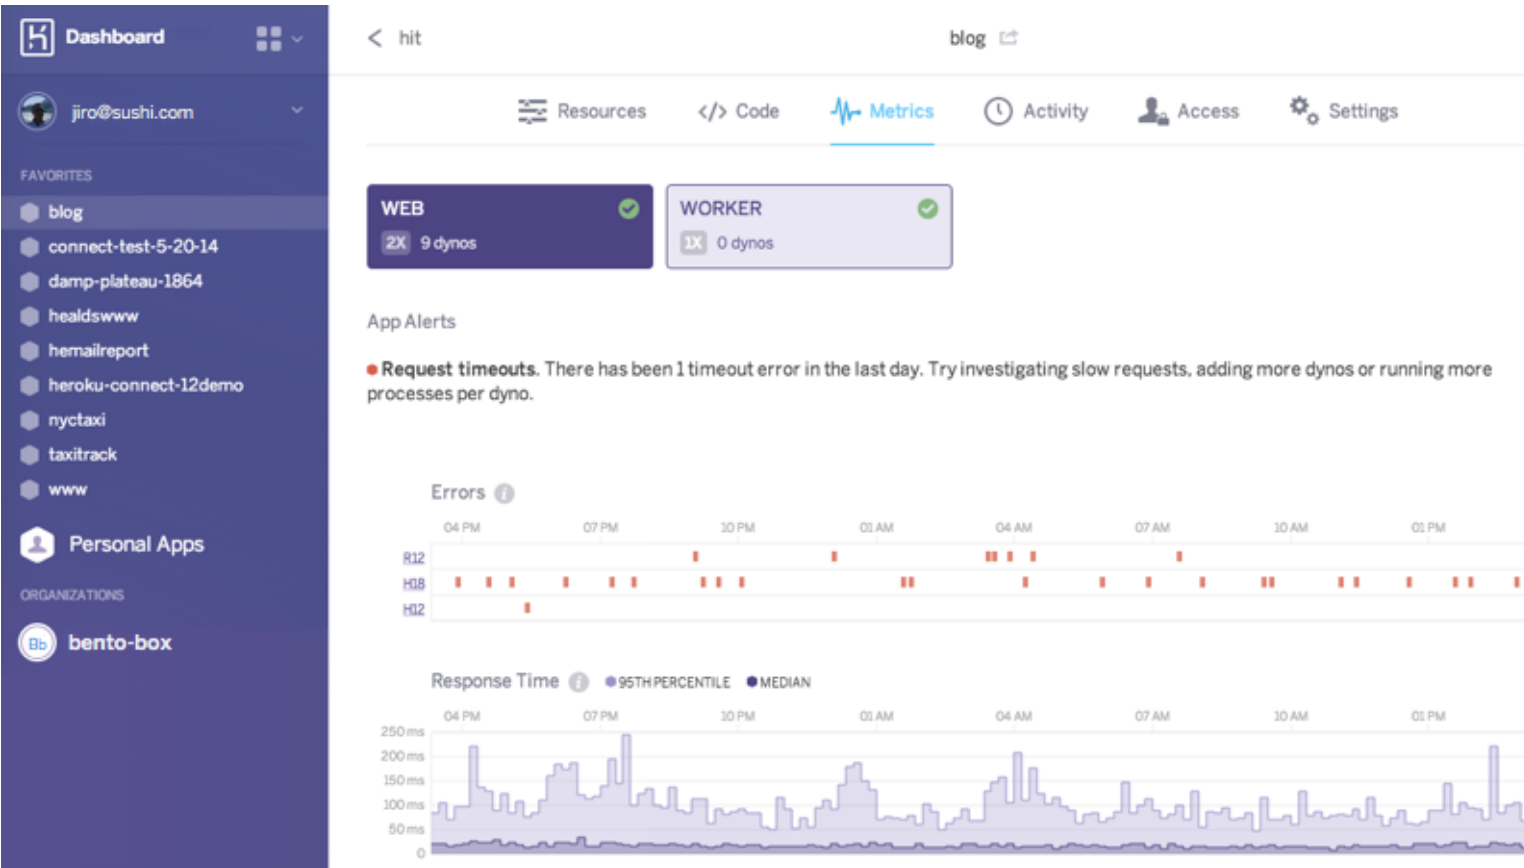 Dashboard
hit
blog
jiro@sushi.com
Resources
</> Code
Metrics
Activity
Access
Settings
FAVORITES
blog
connect-test-5-20-14
damp-plateau-1864
healdswww
hemailreport
heroku-connect-12demo
nyctaxi
taxitrack
www
Personal Apps
ORGANIZATIONS
Bb bento-box
WEB
2X 9 dynos
WORKER
1X 0 dynos
App Alerts
Request timeouts. There has been 1 timeout error in the last day. Try investigating slow requests, adding more dynos or running more
processes per dyno.
Errors i
04 PM 07 PM 10 PM 01 AM 04 AM 07 AM 10 AM 01 PM
R12
H18
H12
Response Time i 95TH PERCENTILE MEDIAN
04 PM 07 PM 10 PM 01 AM 04 AM 07 AM 10 AM 01 PM
250 ms
200 ms
150 ms
100 ms
50 ms
0